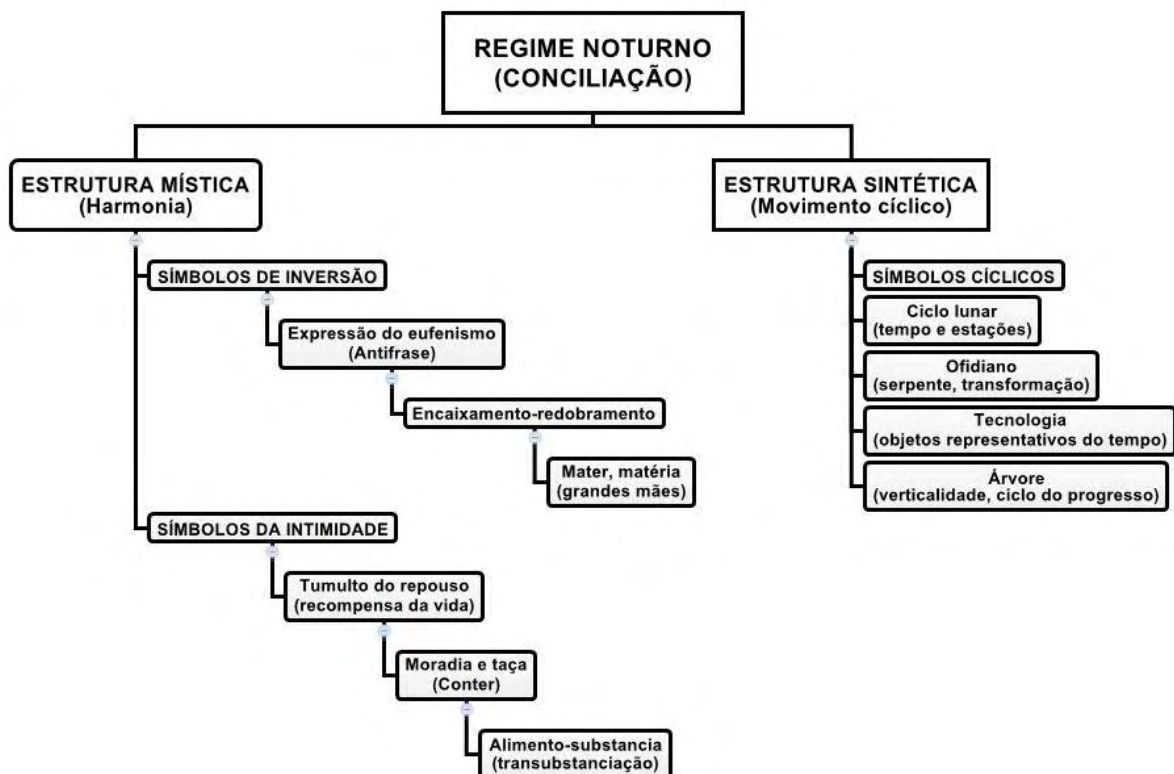 REGIME NOTURNO
(CONCILIAÇÃO)
ESTRUTURA MÍSTICA
(Harmonia)
SÍMBOLOS DE INVERSÃO
Expressão do eufenismo
(Antifrase)
Encaixamento-redobramento
Mater, matéria
(grandes mães)
SÍMBOLOS DA INTIMIDADE
Tumulto do repouso
(recompensa da vida)
Moradia e taça
(Conter)
Alimento-substancia
(transubstanciação)
ESTRUTURA SINTÉTICA
(Movimento cíclico)
SÍMBOLOS CÍCLICOS
Ciclo lunar
(tempo e estações)
Ofidiano
(serpente, transformação)
Tecnologia
(objetos representativos do tempo)
Árvore
(verticalidade, ciclo do progresso)